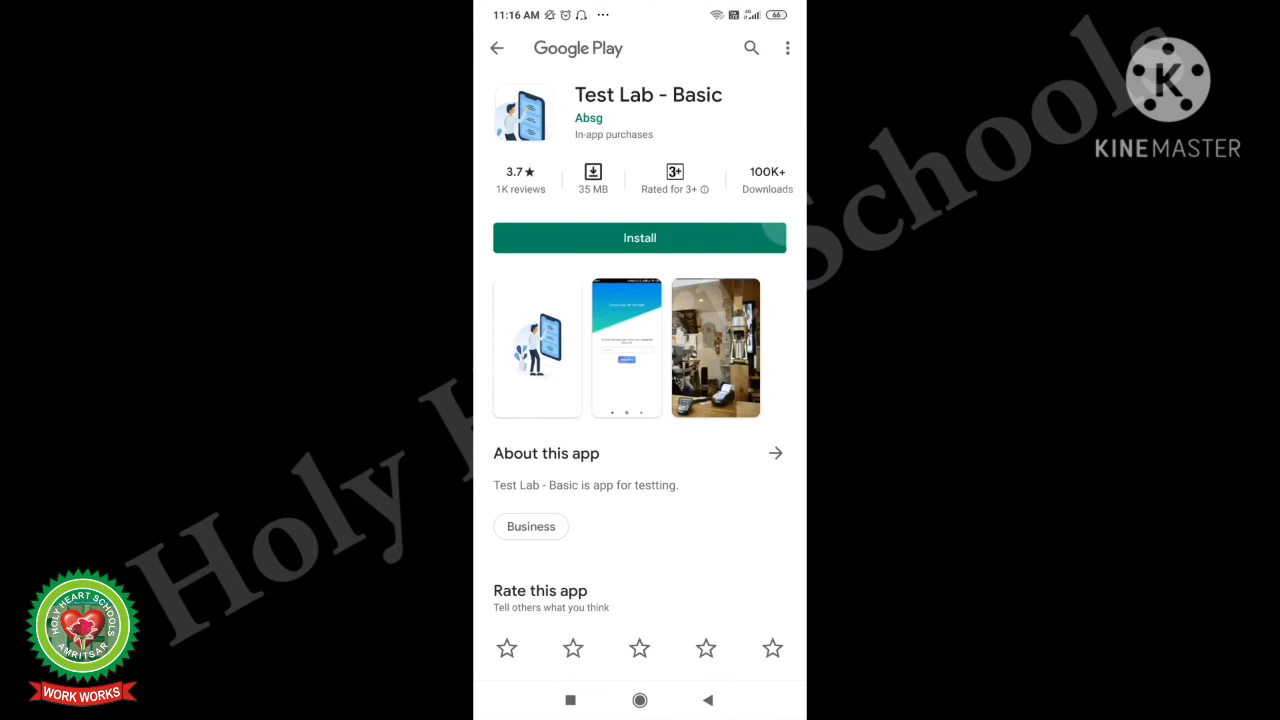 11:16 AM
66
Google Play
Test Lab - Basic
Absg
In-app purchases
3.7★
1K reviews
35 MB
3+
Rated for 3+
100K+
Downloads
Install
About this app
Test Lab - Basic is app for testting.
Business
Rate this app
Tell others what you think
K
KINEMASTER
Holy
Schools
HOLY HEART SCHOOLS
AMRITSAR
WORK WORKS